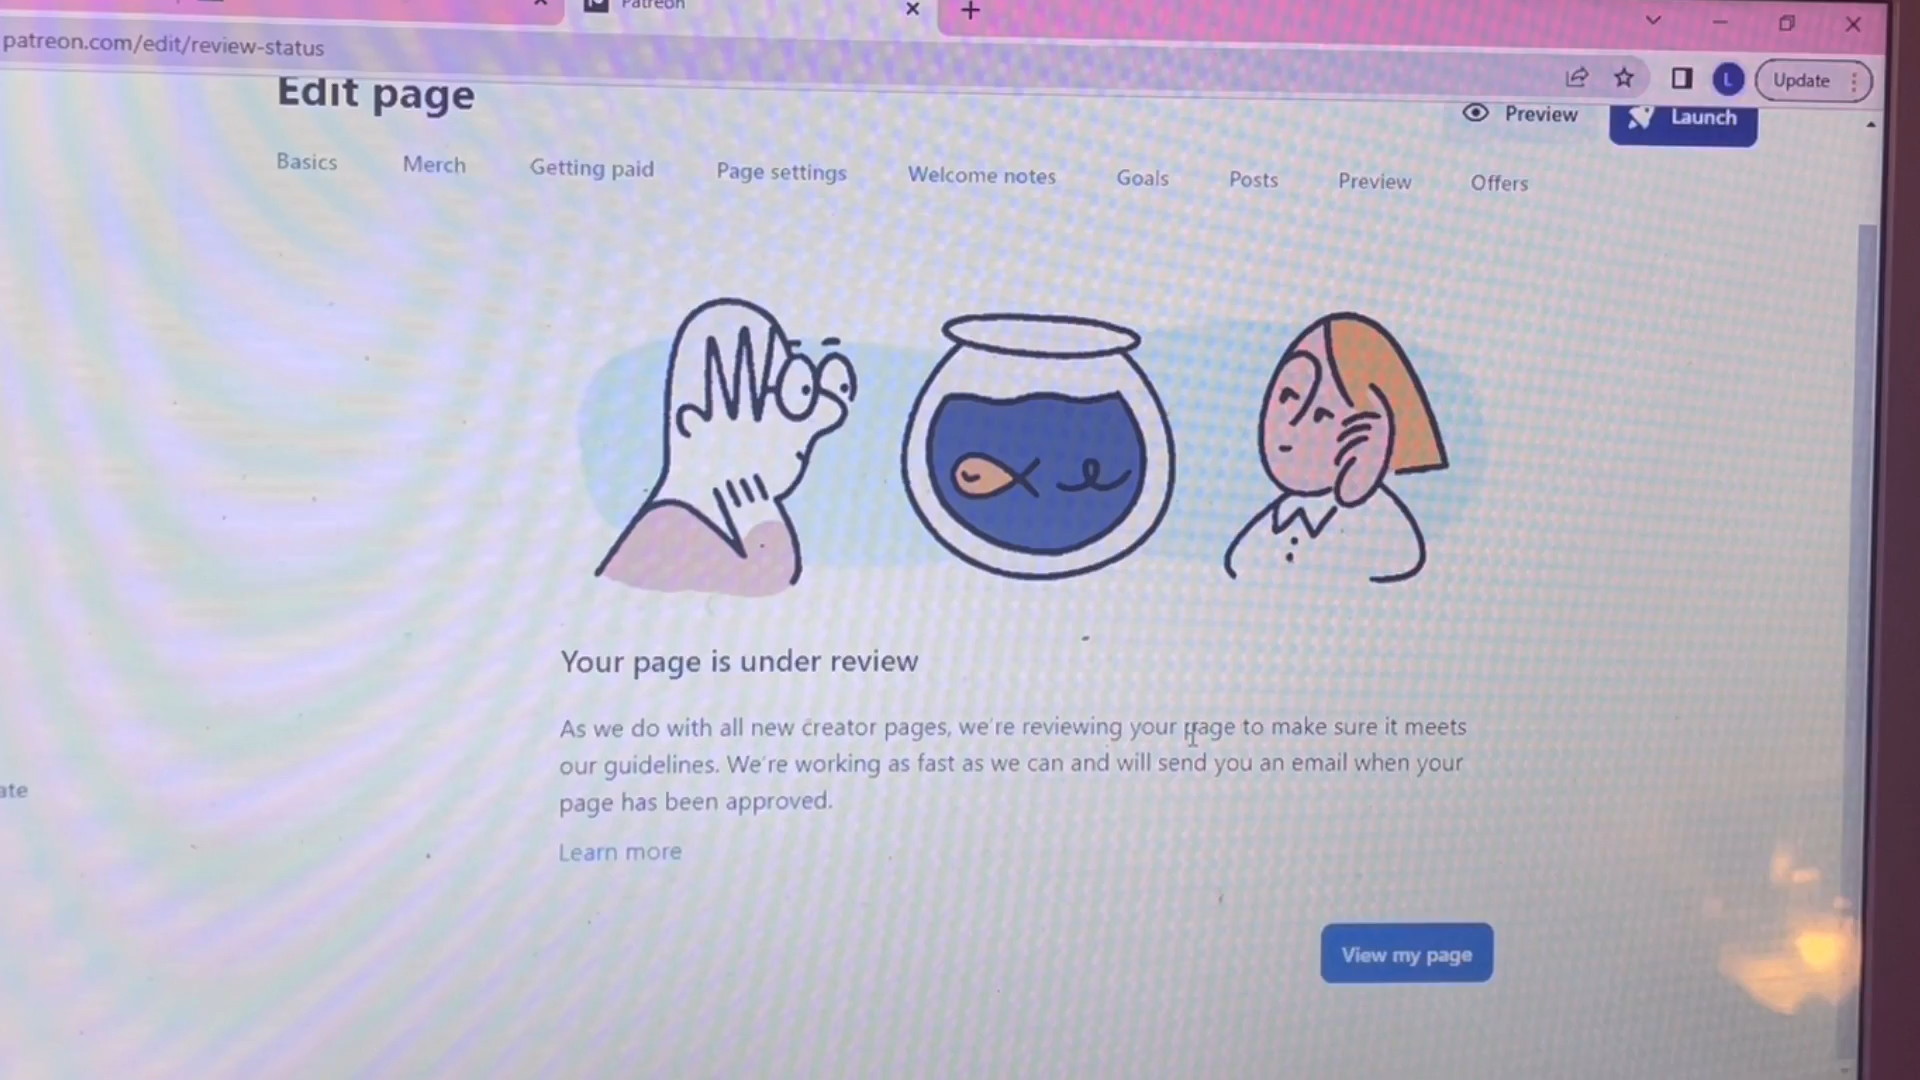 Patreon
patreon.com/edit/review-status
L Update
Edit page
Preview Launch
Basics Merch Getting paid Page settings Welcome notes Goals Posts Preview Offers
Your page is under review
As we do with all new creator pages, we're reviewing your page to make sure it meets
our guidelines. We're working as fast as we can and will send you an email when your
page has been approved.
ate
Learn more
View my page